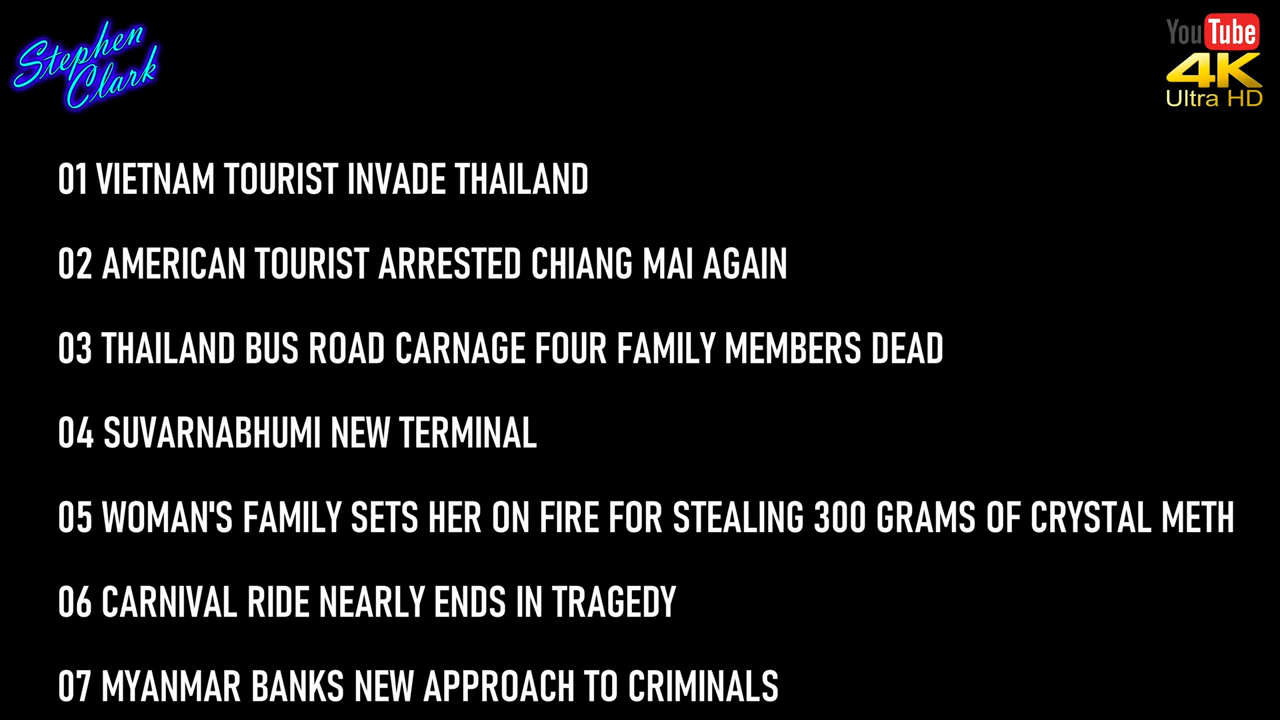 Stephen
Clark
YouTube
4K
Ultra HD
01 VIETNAM TOURIST INVADE THAILAND
02 AMERICAN TOURIST ARRESTED CHIANG MAI AGAIN
03 THAILAND BUS ROAD CARNAGE FOUR FAMILY MEMBERS DEAD
04 SUVARNABHUMI NEW TERMINAL
05 WOMAN'S FAMILY SETS HER ON FIRE FOR STEALING 300 GRAMS OF CRYSTAL METH
06 CARNIVAL RIDE NEARLY ENDS IN TRAGEDY
07 MYANMAR BANKS NEW APPROACH TO CRIMINALS